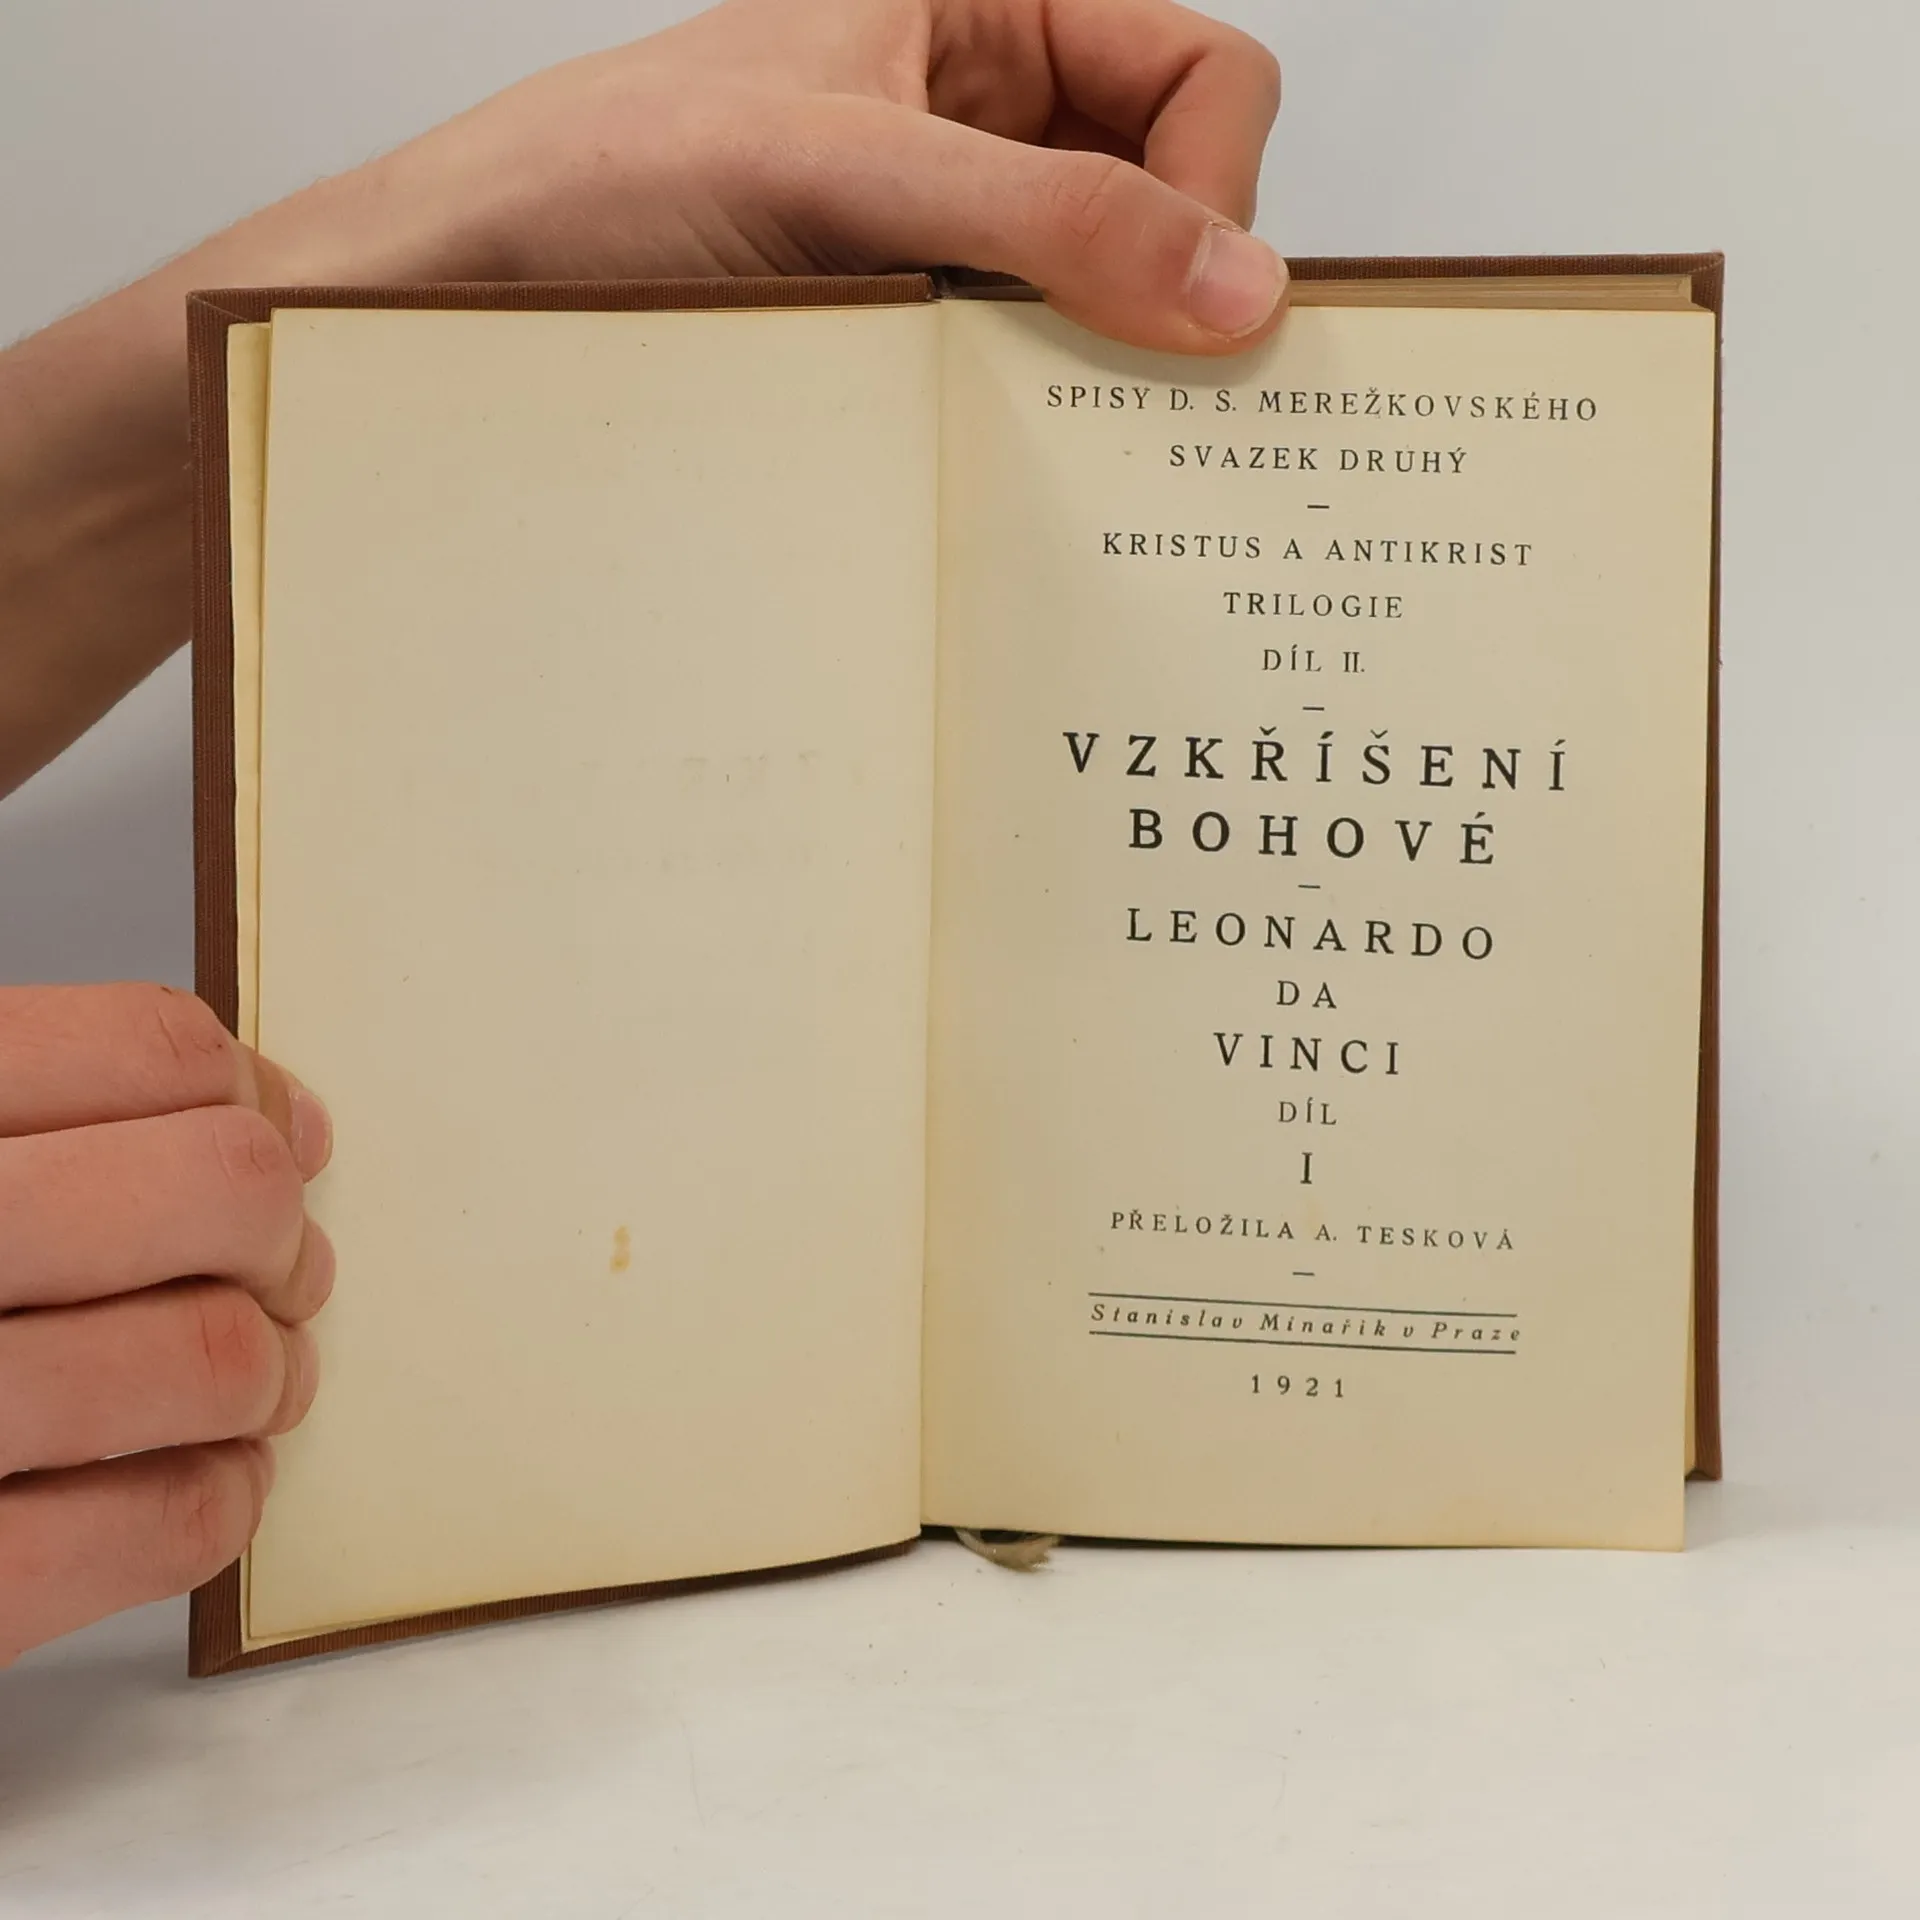 SPISY D. S. MEREŽKOVSKÉHO
SVAZEK DRUHÝ
—
KRISTUS A ANTIKRIST
TRILOGIE
DÍL II.
—
VZKŘÍŠENÍ
BOHOVÉ
—
LEONARDO
DA
VINCI
DÍL
I
PŘELOŽILA A. TESKOVÁ
—
Stanislav Minařík v Praze
1921